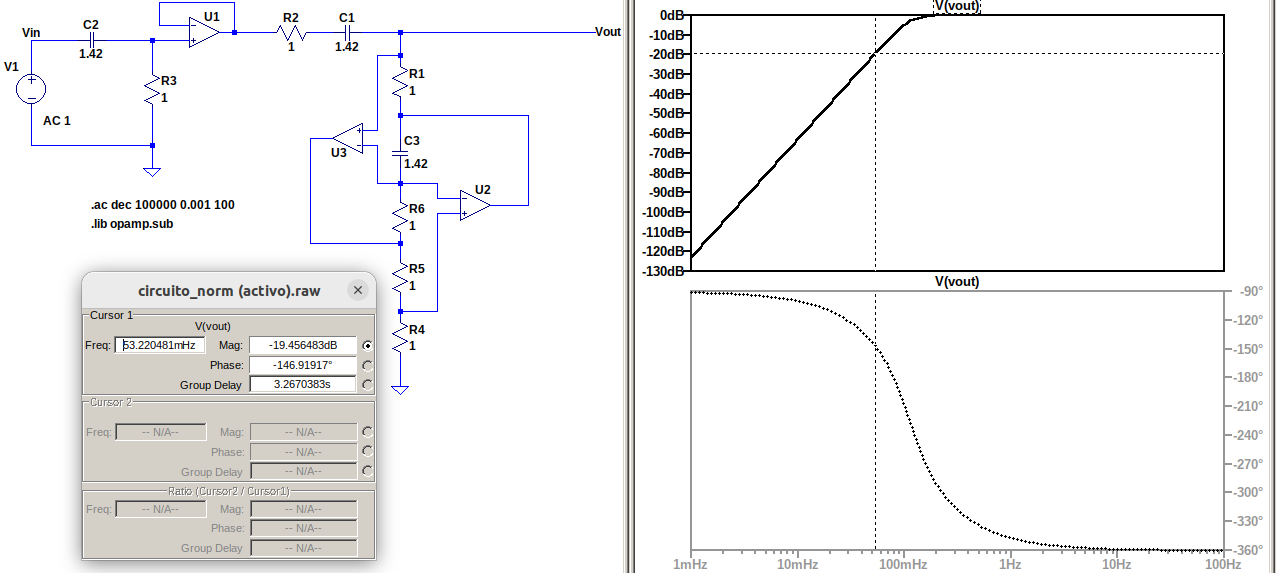 Vin
C2
1.42
U1
R2
1
C1
1.42
Vout
V1
AC 1
R3
1
R1
1
U3
C3
1.42
U2
R6
1
R5
1
R4
1
.ac dec 100000 0.001 100
.lib opamp.sub
circuito_norm (activo).raw
Cursor 1
V(vout)
Freq: 53.220481mHz Mag: -19.456483dB
Phase: -146.91917°
Group Delay 3.2670383s
Cursor 2
Freq: -- N/A-- Mag: -- N/A--
Phase: -- N/A--
Group Delay -- N/A--
Ratio (Cursor2 / Cursor1)
Freq: -- N/A-- Mag: -- N/A--
Phase: -- N/A--
Group Delay -- N/A--
V(vout)
0dB
-10dB
-20dB
-30dB
-40dB
-50dB
-60dB
-70dB
-80dB
-90dB
-100dB
-110dB
-120dB
-130dB
V(vout)
-90°
-120°
-150°
-180°
-210°
-240°
-270°
-300°
-330°
-360°
1mHz 10mHz 100mHz 1Hz 10Hz 100Hz